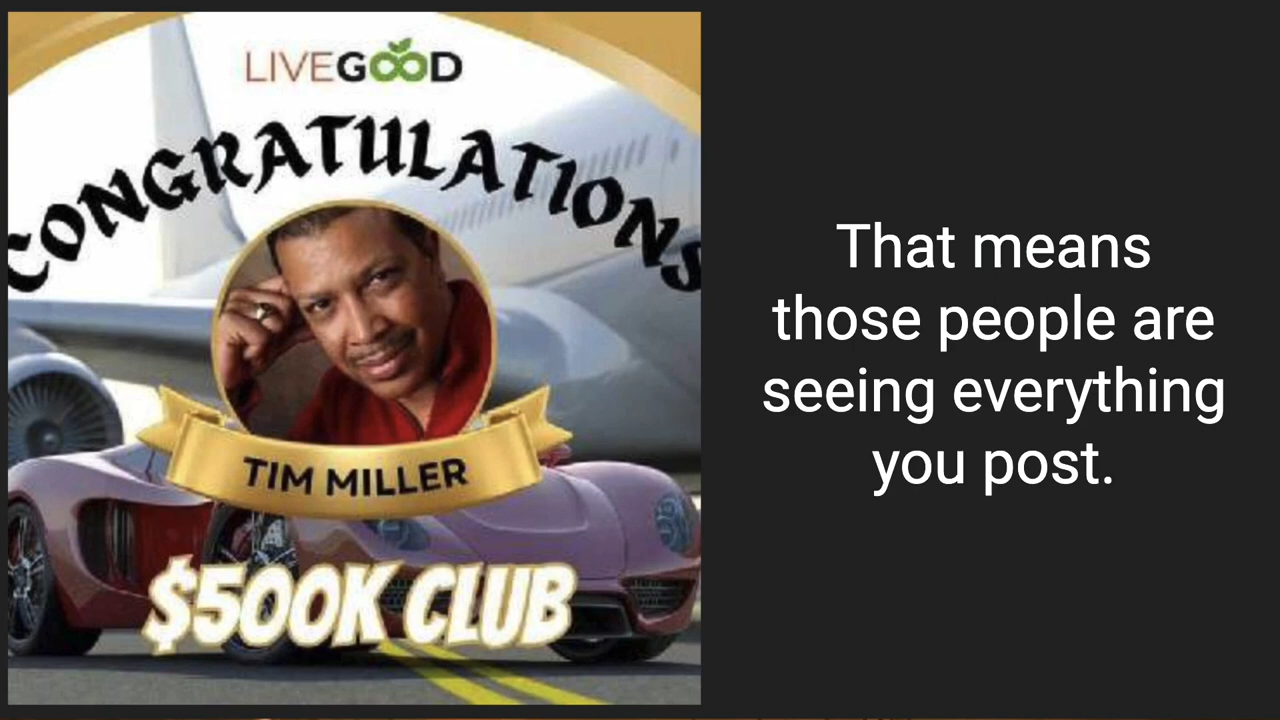 LIVEGOOD
CONGRATULATIONS
TIM MILLER
$500K CLUB
That means
those people are
seeing everything
you post.